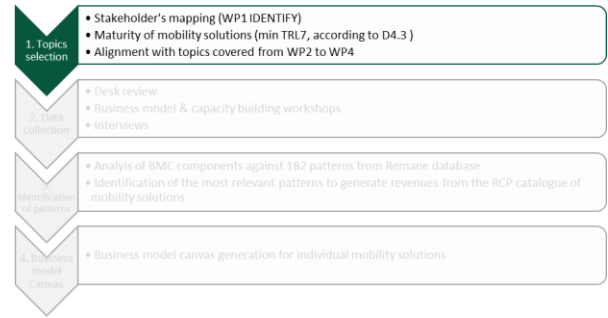 1. Topics
selection
• Stakeholder's mapping (WP1 IDENTIFY)
• Maturity of mobility solutions (min TRL7, according to D4.3 )
• Alignment with topics covered from WP2 to WP4
2. Data
collection
• Desk review
• Business model & capacity building workshops
• Interviews
3.
Identification
of patterns
• Analyis of BMC components against 182 patterns from Remane database
• Identification of the most relevant patterns to generate revenues from the RCP catalogue of
mobility solutions
4. Business
model
Canvas
• Business model canvas generation for individual mobility solutions